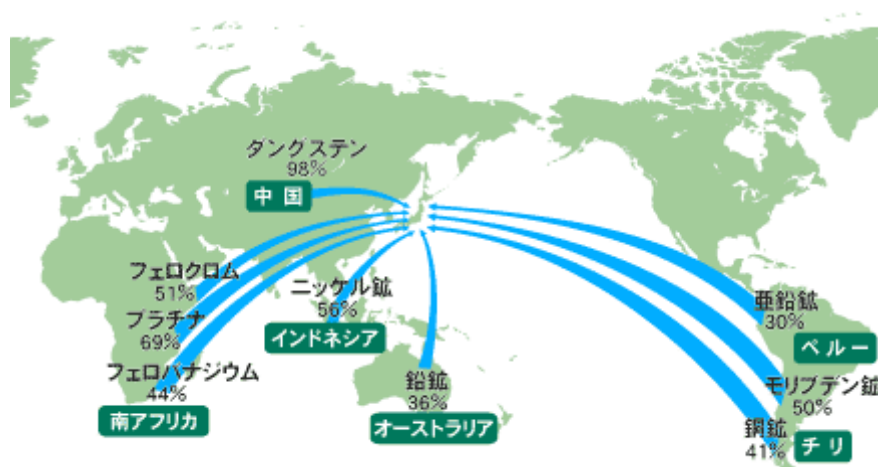 ダングステン
98%
中国
フェロクロム
51%
プラチナ
69%
フェロバナジウム
44%
南アフリカ
ニッケル鉱
56%
インドネシア
鉛鉱
36%
オーストラリア
亜鉛鉱
30%
ペルー
モリブデン鉱
50%
銅鉱
41%
チリ